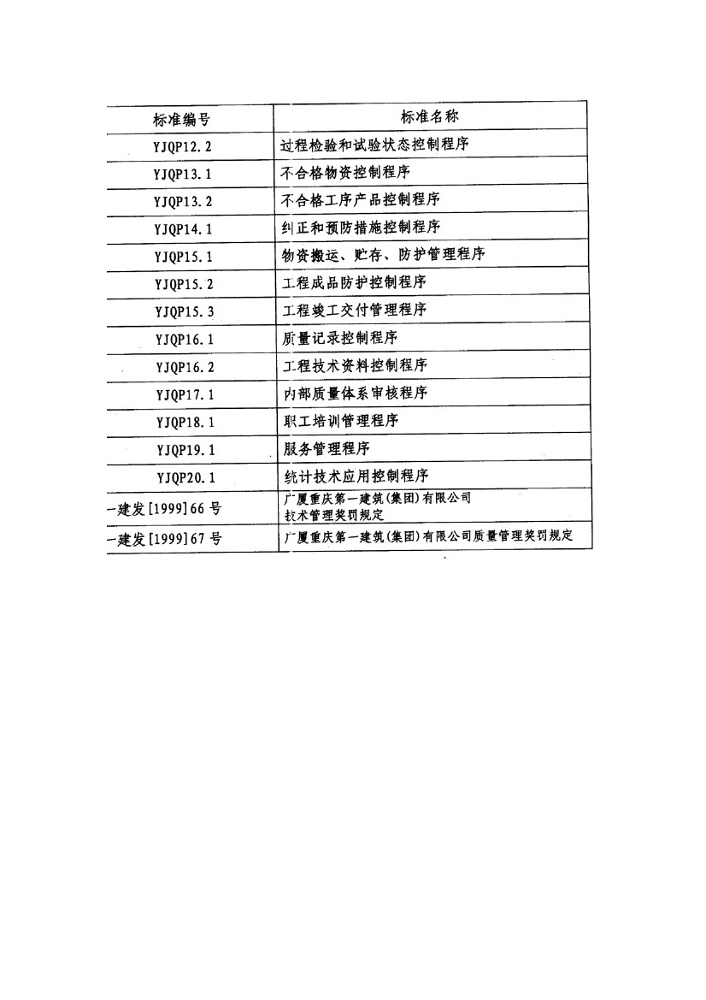 标准编号 标准名称
YJQP12.2 过程检验和试验状态控制程序
YJQP13.1 不合格物资控制程序
YJQP13.2 不合格工序产品控制程序
YJQP14.1 纠正和预防措施控制程序
YJQP15.1 物资搬运、贮存、防护管理程序
YJQP15.2 工程成品防护控制程序
YJQP15.3 工程竣工交付管理程序
YJQP16.1 质量记录控制程序
YJQP16.2 工程技术资料控制程序
YJQP17.1 内部质量体系审核程序
YJQP18.1 职工培训管理程序
YJQP19.1 服务管理程序
YJQP20.1 统计技术应用控制程序
一建发[1999]66号 广厦重庆第一建筑(集团)有限公司
技术管理奖罚规定
一建发[1999]67号 广厦重庆第一建筑(集团)有限公司质量管理奖罚规定